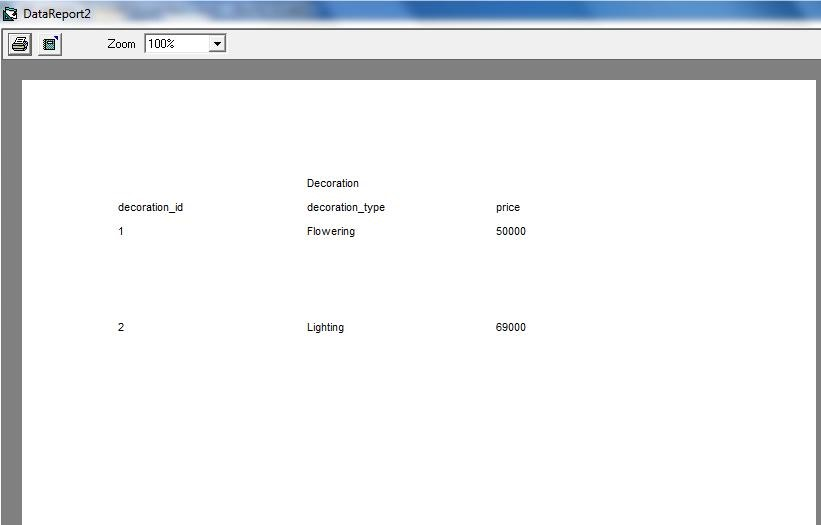 DataReport2
Zoom 100%
Decoration
decoration_id decoration_type price
1 Flowering 50000
2 Lighting 69000